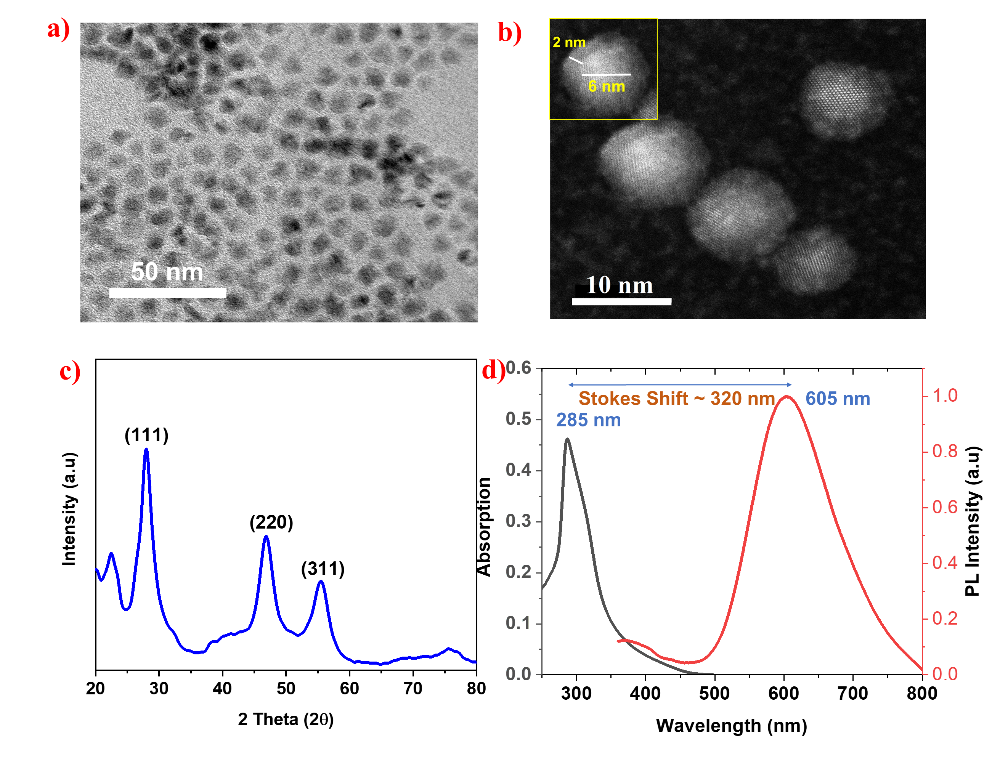 a)
50 nm
b)
2 nm
6 nm
10 nm
c)
Intensity (a.u)
(111)
(220)
(311)
20 30 40 50 60 70 80
2 Theta (2θ)
d)
Absorption
0.6
0.5
0.4
0.3
0.2
0.1
0.0
Stokes Shift ~ 320 nm
605 nm
285 nm
1.0
0.8
0.6
0.4
0.2
0.0
PL Intensity (a.u)
300 400 500 600 700 800
Wavelength (nm)